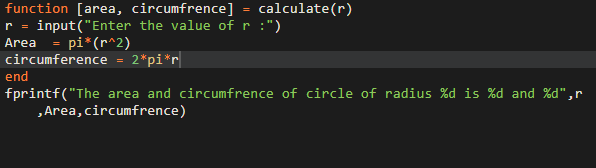 function [area, circumfrence] = calculate(r)
r = input("Enter the value of r :")
Area  = pi*(r^2)
circumference = 2*pi*r
end
fprintf("The area and circumfrence of circle of radius %d is %d and %d",r
,Area,circumfrence)